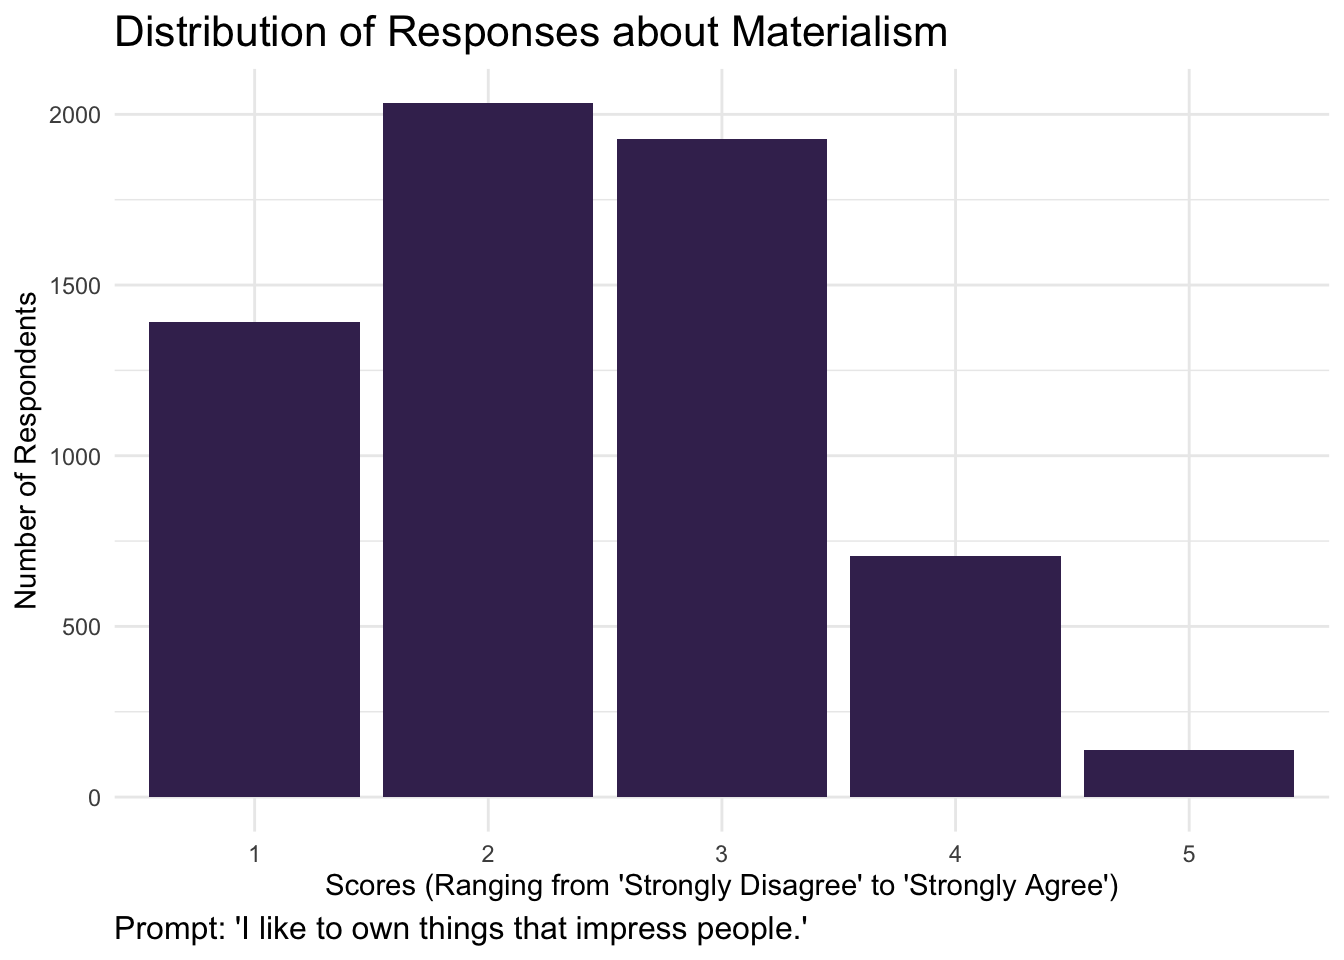 Distribution of Responses about Materialism
2000
1500
1000
500
0
Number of Respondents
1 2 3 4 5
Scores (Ranging from 'Strongly Disagree' to 'Strongly Agree')
Prompt: 'I like to own things that impress people.'